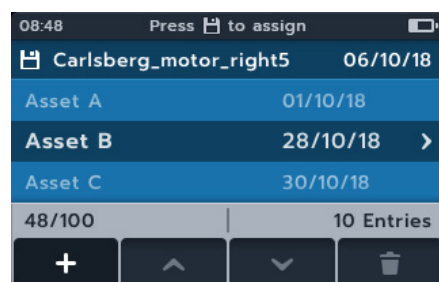 08:48 Press to assign
Carlsberg_motor_right5 06/10/18
Asset A 01/10/18
Asset B 28/10/18
Asset C 30/10/18
48/100 10 Entries